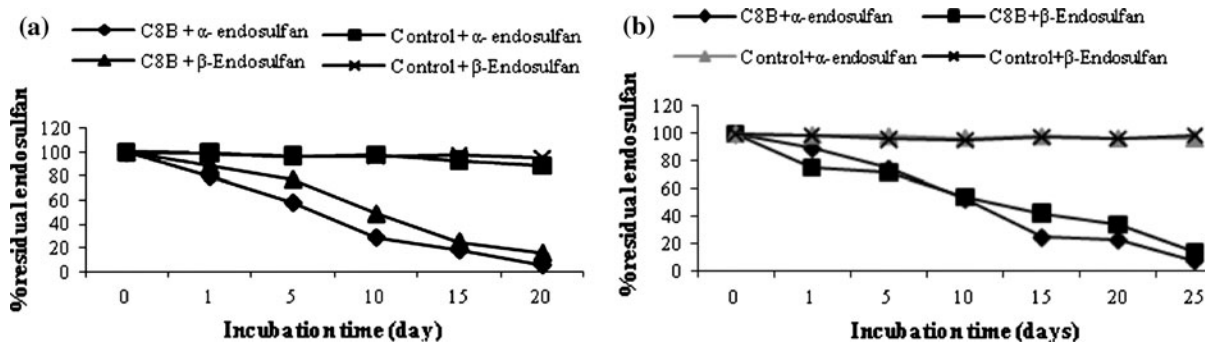 (a)
C8B + α- endosulfan
Control + α- endosulfan
C8B + β-Endosulfan
Control + β-Endosulfan
%residual endosulfan
120
100
80
60
40
20
0
0 1 5 10 15 20
Incubation time (day)
(b)
C8B+α-endosulfan
C8B+β-Endosulfan
Control+α-endosulfan
Control+β-Endosulfan
%residual endosulfan
120
100
80
60
40
20
0
0 1 5 10 15 20 25
Incubation time (days)